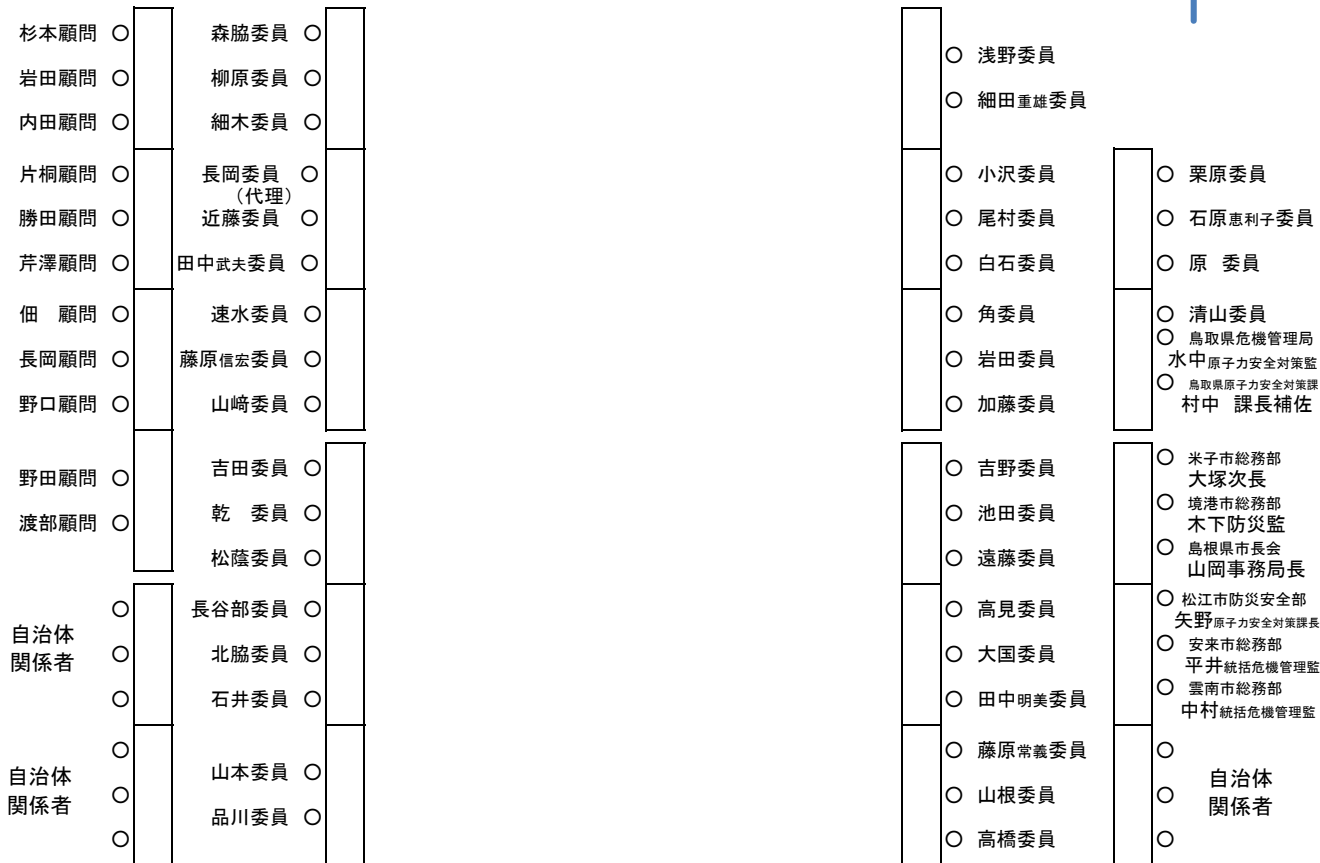 杉本顧問 ○
岩田顧問 ○
内田顧問 ○
片桐顧問 ○
勝田顧問 ○
芹澤顧問 ○
佃　顧問 ○
長岡顧問 ○
野口顧問 ○
野田顧問 ○
渡部顧問 ○
○
自治体
関係者 ○
○
○
自治体
関係者 ○
○
森脇委員 ○
柳原委員 ○
細木委員 ○
長岡委員 ○
（代理）
近藤委員 ○
田中武夫委員 ○
速水委員 ○
藤原信宏委員 ○
山﨑委員 ○
吉田委員 ○
乾　委員 ○
松蔭委員 ○
長谷部委員 ○
北脇委員 ○
石井委員 ○
山本委員 ○
品川委員 ○
○ 浅野委員
○ 細田重雄委員
○ 小沢委員
○ 尾村委員
○ 白石委員
○ 角委員
○ 岩田委員
○ 加藤委員
○ 吉野委員
○ 池田委員
○ 遠藤委員
○ 高見委員
○ 大国委員
○ 田中明美委員
○ 藤原常義委員
○ 山根委員
○ 高橋委員
○ 栗原委員
○ 石原恵利子委員
○ 原　委員
○ 清山委員
○ 鳥取県危機管理局
水中原子力安全対策監
○ 鳥取県原子力安全対策課
村中　課長補佐
○ 米子市総務部
大塚次長
○ 境港市総務部
木下防災監
○ 島根県市長会
山岡事務局長
○ 松江市防災安全部
矢野原子力安全対策課長
○ 安来市総務部
平井統括危機管理監
○ 雲南市総務部
中村統括危機管理監
○
自治体
○ 関係者
○